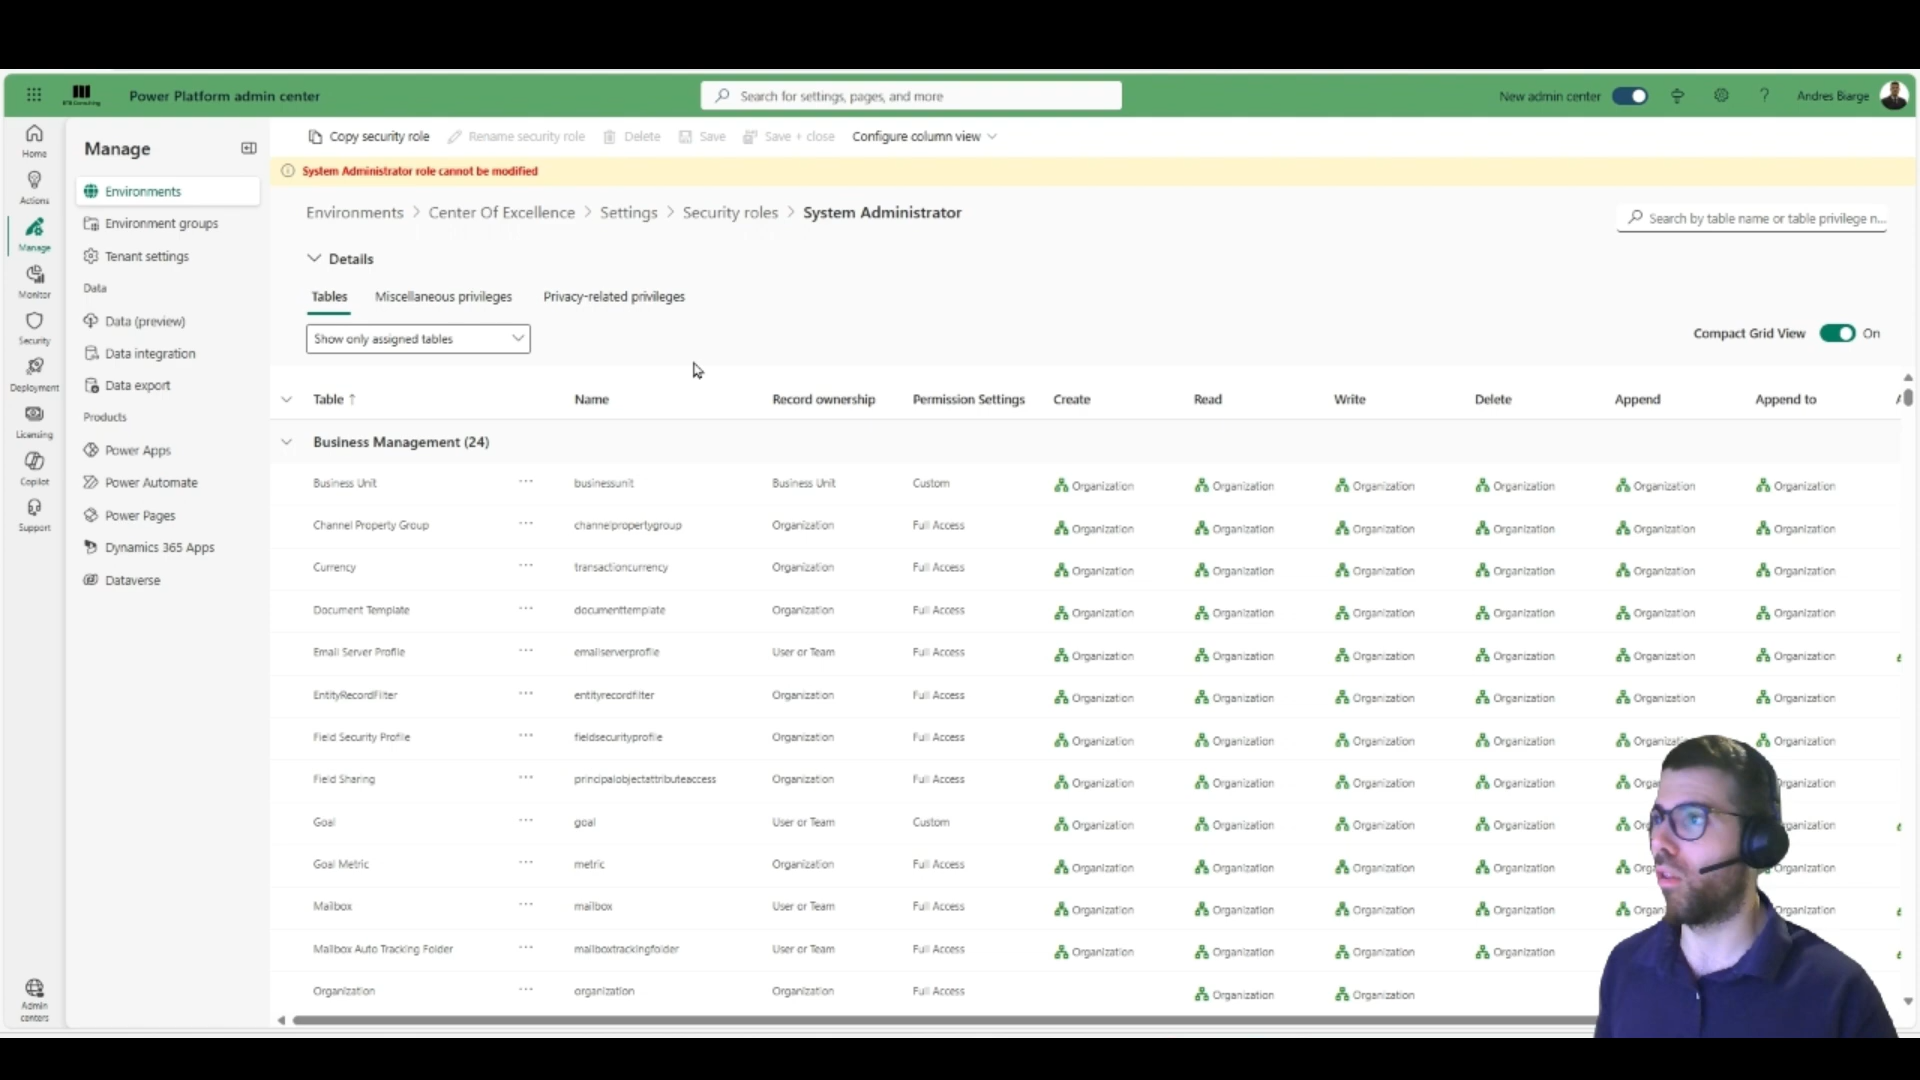 Power Platform admin center
Search for settings, pages, and more
New admin center
Andres Biarge
Home
Actions
Manage
Monitor
Security
Deployment
Licensing
Copilot
Support
Admin centers
Manage
Environments
Environment groups
Tenant settings
Data
Data (preview)
Data integration
Data export
Products
Power Apps
Power Automate
Power Pages
Dynamics 365 Apps
Dataverse
Copy security role Rename security role Delete Save Save + close Configure column view
System Administrator role cannot be modified
Environments > Center Of Excellence > Settings > Security roles > System Administrator
Search by table name or table privilege n...
Details
Tables Miscellaneous privileges Privacy-related privileges
Show only assigned tables
Compact Grid View On
Table ↑ Name Record ownership Permission Settings Create Read Write Delete Append Append to
Business Management (24)
Business Unit ... businessunit Business Unit Custom Organization Organization Organization Organization Organization Organization
Channel Property Group ... channelpropertygroup Organization Full Access Organization Organization Organization Organization Organization Organization
Currency ... transactioncurrency Organization Full Access Organization Organization Organization Organization Organization Organization
Document Template ... documenttemplate Organization Full Access Organization Organization Organization Organization Organization Organization
Email Server Profile ... emailserverprofile User or Team Full Access Organization Organization Organization Organization Organization Organization
EntityRecordFilter ... entityrecordfilter Organization Full Access Organization Organization Organization Organization Organization Organization
Field Security Profile ... fieldsecurityprofile Organization Full Access Organization Organization Organization Organization Organization
Field Sharing ... principalobjectattributeaccess Organization Full Access Organization Organization Organization Organization
Goal ... goal User or Team Custom Organization Organization Organization Organization
Goal Metric ... metric Organization Full Access Organization Organization Organization Organization
Mailbox ... mailbox User or Team Full Access Organization Organization Organization Organization
Mailbox Auto Tracking Folder ... mailboxtrackingfolder User or Team Full Access Organization Organization Organization Organization
Organization ... organization Organization Full Access Organization Organization